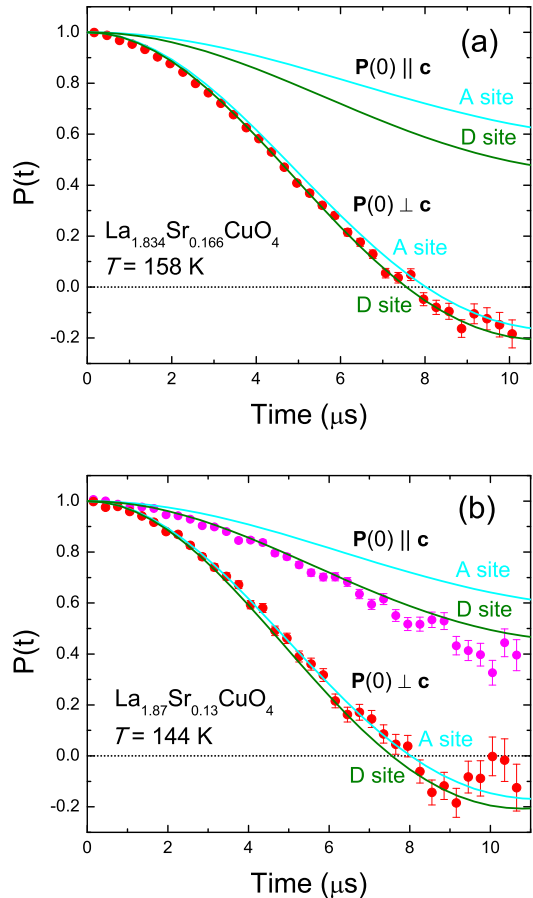 (a)
1.0
P(0) || c
0.8
A site
0.6
D site
P(t)
0.4
P(0) ⊥ c
La1.834Sr0.166CuO4
0.2
A site
T = 158 K
0.0
D site
-0.2
0 2 4 6 8 10
Time (μs)
(b)
1.0
P(0) || c
0.8
A site
0.6
D site
P(t)
0.4
P(0) ⊥ c
La1.87Sr0.13CuO4
0.2
A site
T = 144 K
0.0
D site
-0.2
0 2 4 6 8 10
Time (μs)